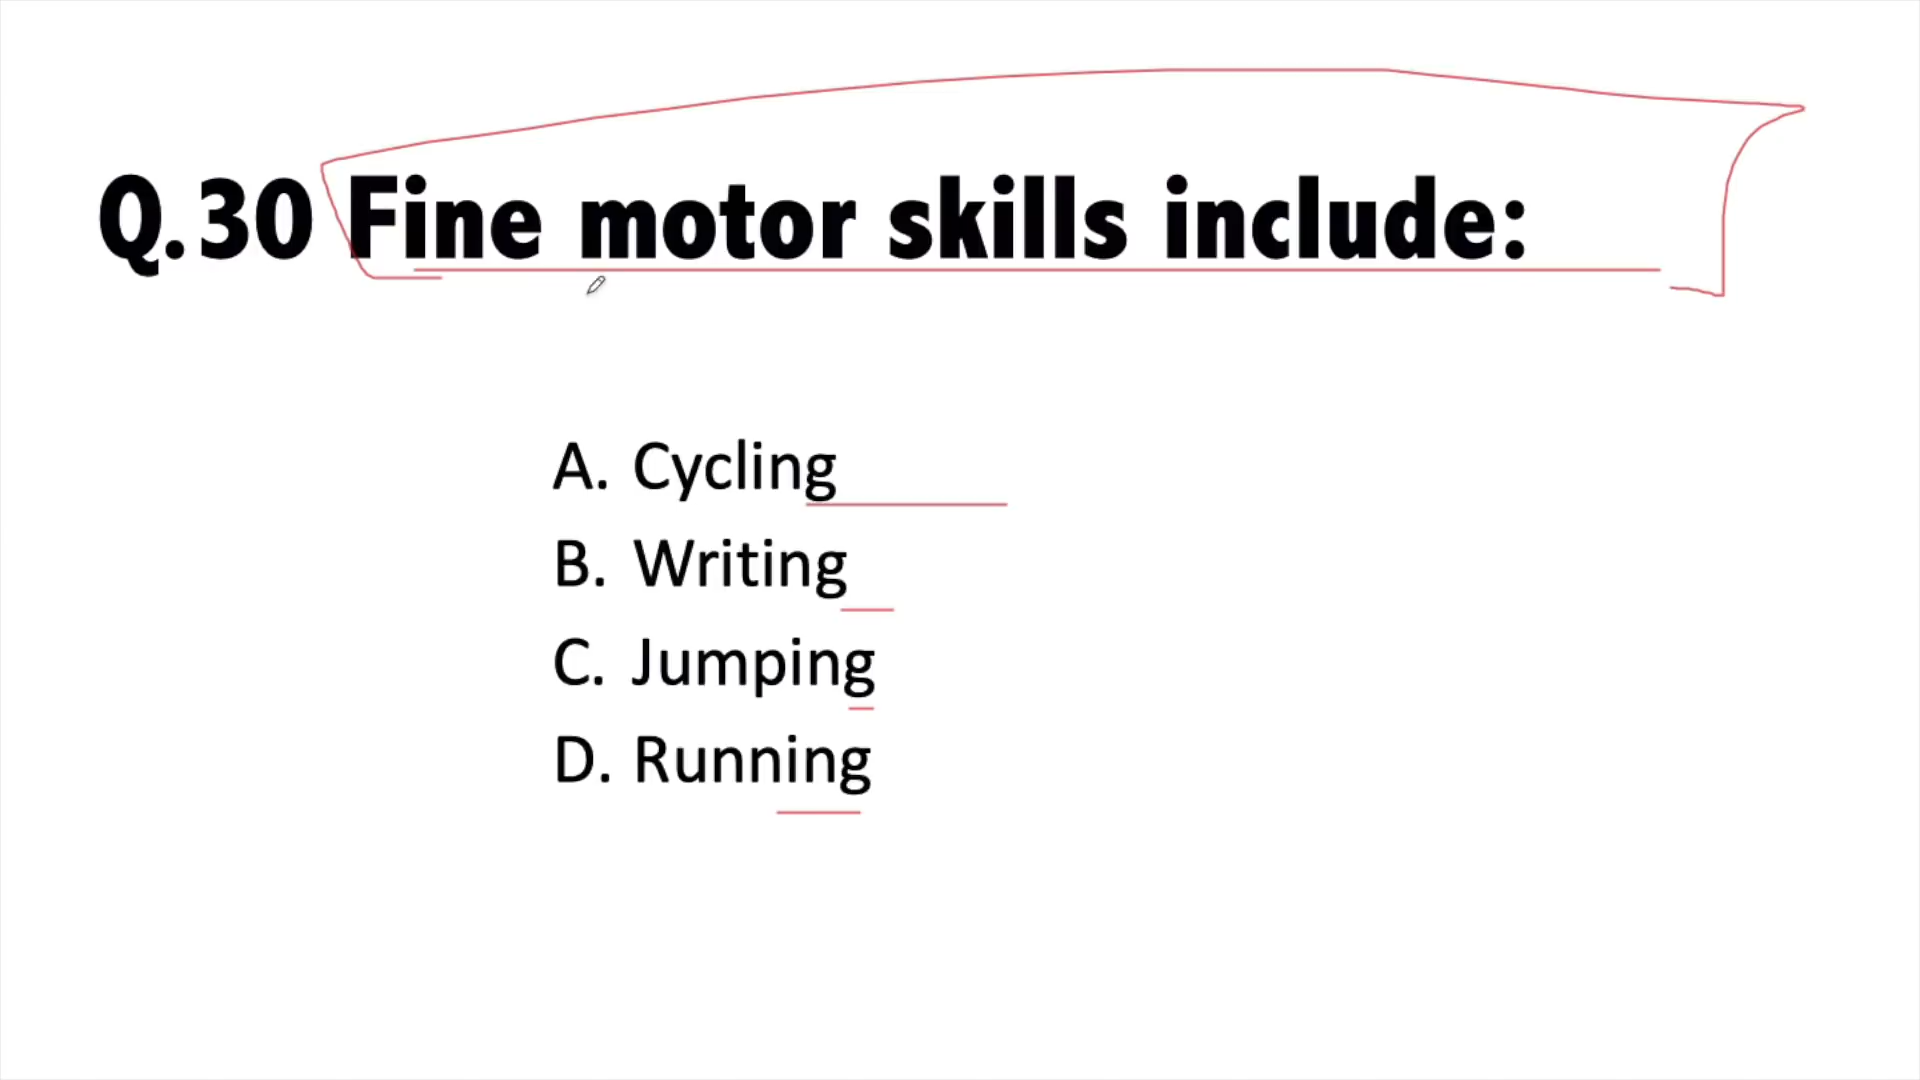 Q.30 Fine motor skills include:
A. Cycling
B. Writing
C. Jumping
D. Running